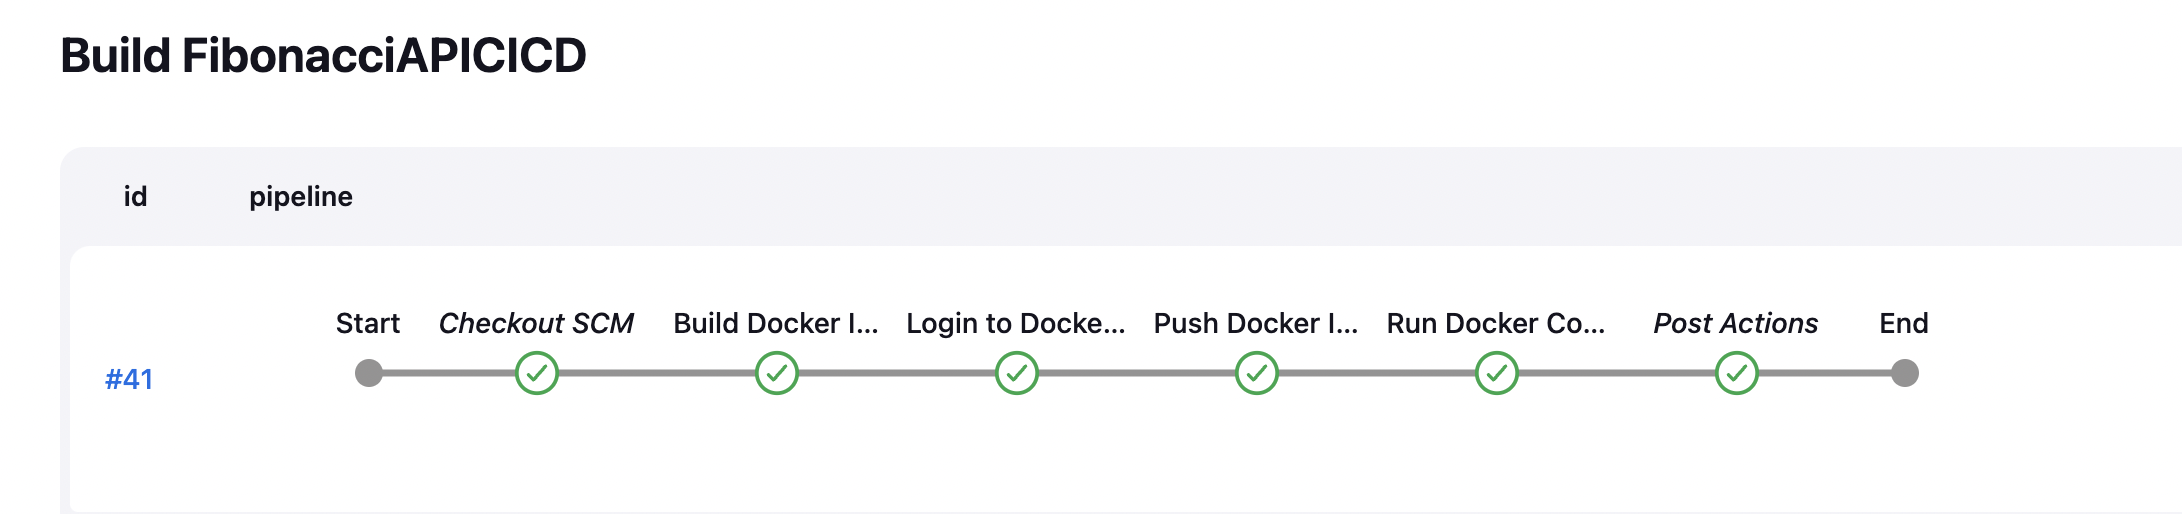 Build FibonacciAPICICD
id pipeline
Start Checkout SCM Build Docker I... Login to Docke... Push Docker I... Run Docker Co... Post Actions End
#41